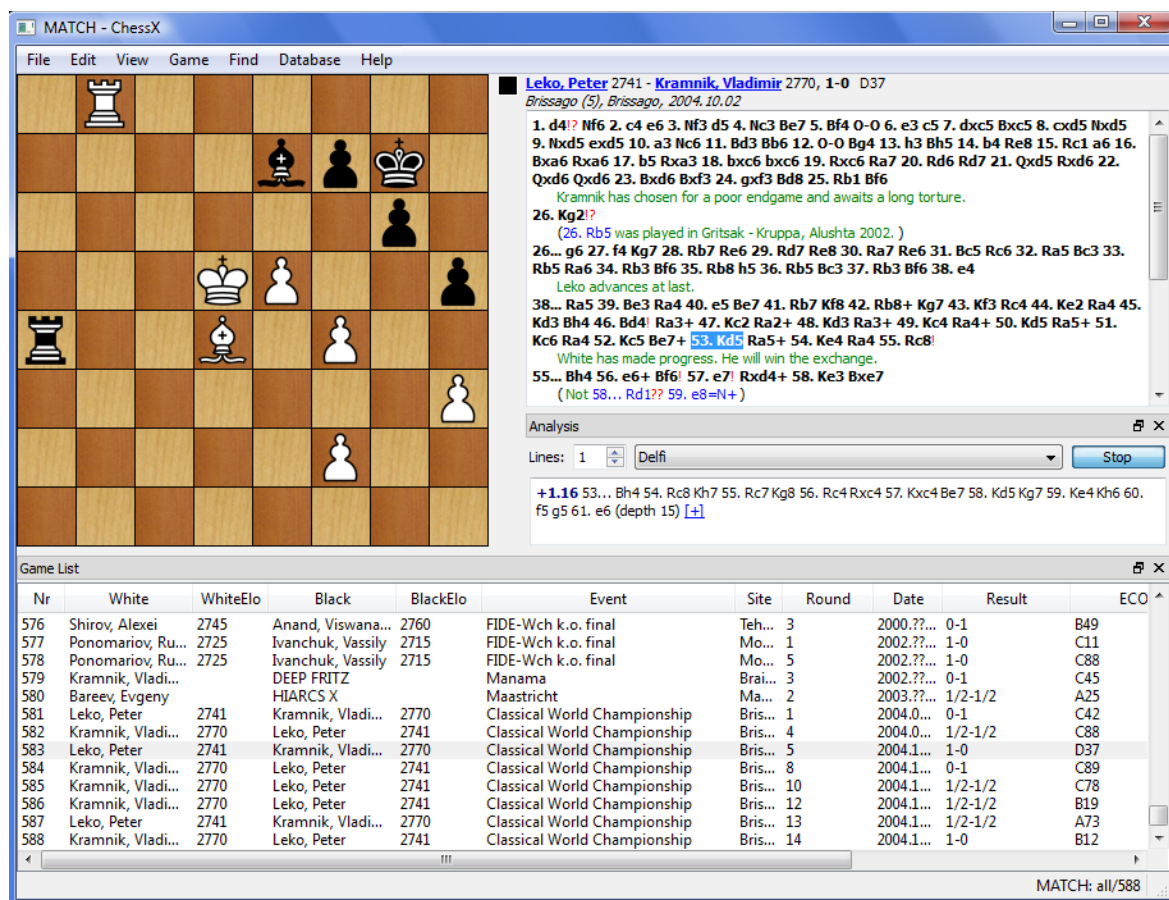 MATCH - ChessX
File Edit View Game Find Database Help
Leko, Peter 2741 - Kramnik, Vladimir 2770, 1-0 D37
Brissago (5), Brissago, 2004.10.02
1. d4!? Nf6 2. c4 e6 3. Nf3 d5 4. Nc3 Be7 5. Bf4 O-O 6. e3 c5 7. dxc5 Bxc5 8. cxd5 Nxd5
9. Nxd5 exd5 10. a3 Nc6 11. Bd3 Bb6 12. O-O Bg4 13. h3 Bh5 14. b4 Re8 15. Rc1 a6 16.
Bxa6 Rxa6 17. b5 Rxa3 18. bxc6 bxc6 19. Rxc6 Ra7 20. Rd6 Rd7 21. Qxd5 Rxd6 22.
Qxd6 Qxd6 23. Bxd6 Bxf3 24. gxf3 Bd8 25. Rb1 Bf6
Kramnik has chosen for a poor endgame and awaits a long torture.
26. Kg2!?
(26. Rb5 was played in Gritsak - Kruppa, Alushta 2002. )
26... g6 27. f4 Kg7 28. Rb7 Re6 29. Rd7 Re8 30. Ra7 Re6 31. Bc5 Rc6 32. Ra5 Bc3 33.
Rb5 Ra6 34. Rb3 Bf6 35. Rb8 h5 36. Rb5 Bc3 37. Rb3 Bf6 38. e4
Leko advances at last.
38... Ra5 39. Be3 Ra4 40. e5 Be7 41. Rb7 Kf8 42. Rb8+ Kg7 43. Kf3 Rc4 44. Ke2 Ra4 45.
Kd3 Bh4 46. Bd4! Ra3+ 47. Kc2 Ra2+ 48. Kd3 Ra3+ 49. Kc4 Ra4+ 50. Kd5 Ra5+ 51.
Kc6 Ra4 52. Kc5 Be7+ 53. Kd5 Ra5+ 54. Ke4 Ra4 55. Rc8!
White has made progress. He will win the exchange.
55... Bh4 56. e6+ Bf6! 57. e7! Rxd4+ 58. Ke3 Bxe7
(Not 58... Rd1?? 59. e8=N+)
Analysis
Lines: 1 Delfi Stop
+1.16 53... Bh4 54. Rc8 Kh7 55. Rc7 Kg8 56. Rc4 Rxc4 57. Kxc4 Be7 58. Kd5 Kg7 59. Ke4 Kh6 60.
f5 g5 61. e6 (depth 15) [+]
Game List
Nr White WhiteElo Black BlackElo Event Site Round Date Result ECO
576 Shirov, Alexei 2745 Anand, Viswana... 2760 FIDE-Wch k.o. final Teh... 3 2000.??... 0-1 B49
577 Ponomariov, Ru... 2725 Ivanchuk, Vassily 2715 FIDE-Wch k.o. final Mo... 1 2002.??... 1-0 C11
578 Ponomariov, Ru... 2725 Ivanchuk, Vassily 2715 FIDE-Wch k.o. final Mo... 5 2002.??... 1-0 C88
579 Kramnik, Vladi... DEEP FRITZ Manama Brai... 3 2002.??... 0-1 C45
580 Bareev, Evgeny HIARCS X Maastricht Ma... 2 2003.??... 1/2-1/2 A25
581 Leko, Peter 2741 Kramnik, Vladi... 2770 Classical World Championship Bris... 1 2004.0... 0-1 C42
582 Kramnik, Vladi... 2770 Leko, Peter 2741 Classical World Championship Bris... 4 2004.0... 1/2-1/2 C88
583 Leko, Peter 2741 Kramnik, Vladi... 2770 Classical World Championship Bris... 5 2004.1... 1-0 D37
584 Kramnik, Vladi... 2770 Leko, Peter 2741 Classical World Championship Bris... 8 2004.1... 0-1 C89
585 Kramnik, Vladi... 2770 Leko, Peter 2741 Classical World Championship Bris... 10 2004.1... 1/2-1/2 C78
586 Kramnik, Vladi... 2770 Leko, Peter 2741 Classical World Championship Bris... 12 2004.1... 1/2-1/2 B19
587 Leko, Peter 2741 Kramnik, Vladi... 2770 Classical World Championship Bris... 13 2004.1... 1/2-1/2 A73
588 Kramnik, Vladi... 2770 Leko, Peter 2741 Classical World Championship Bris... 14 2004.1... 1-0 B12
MATCH: all/588